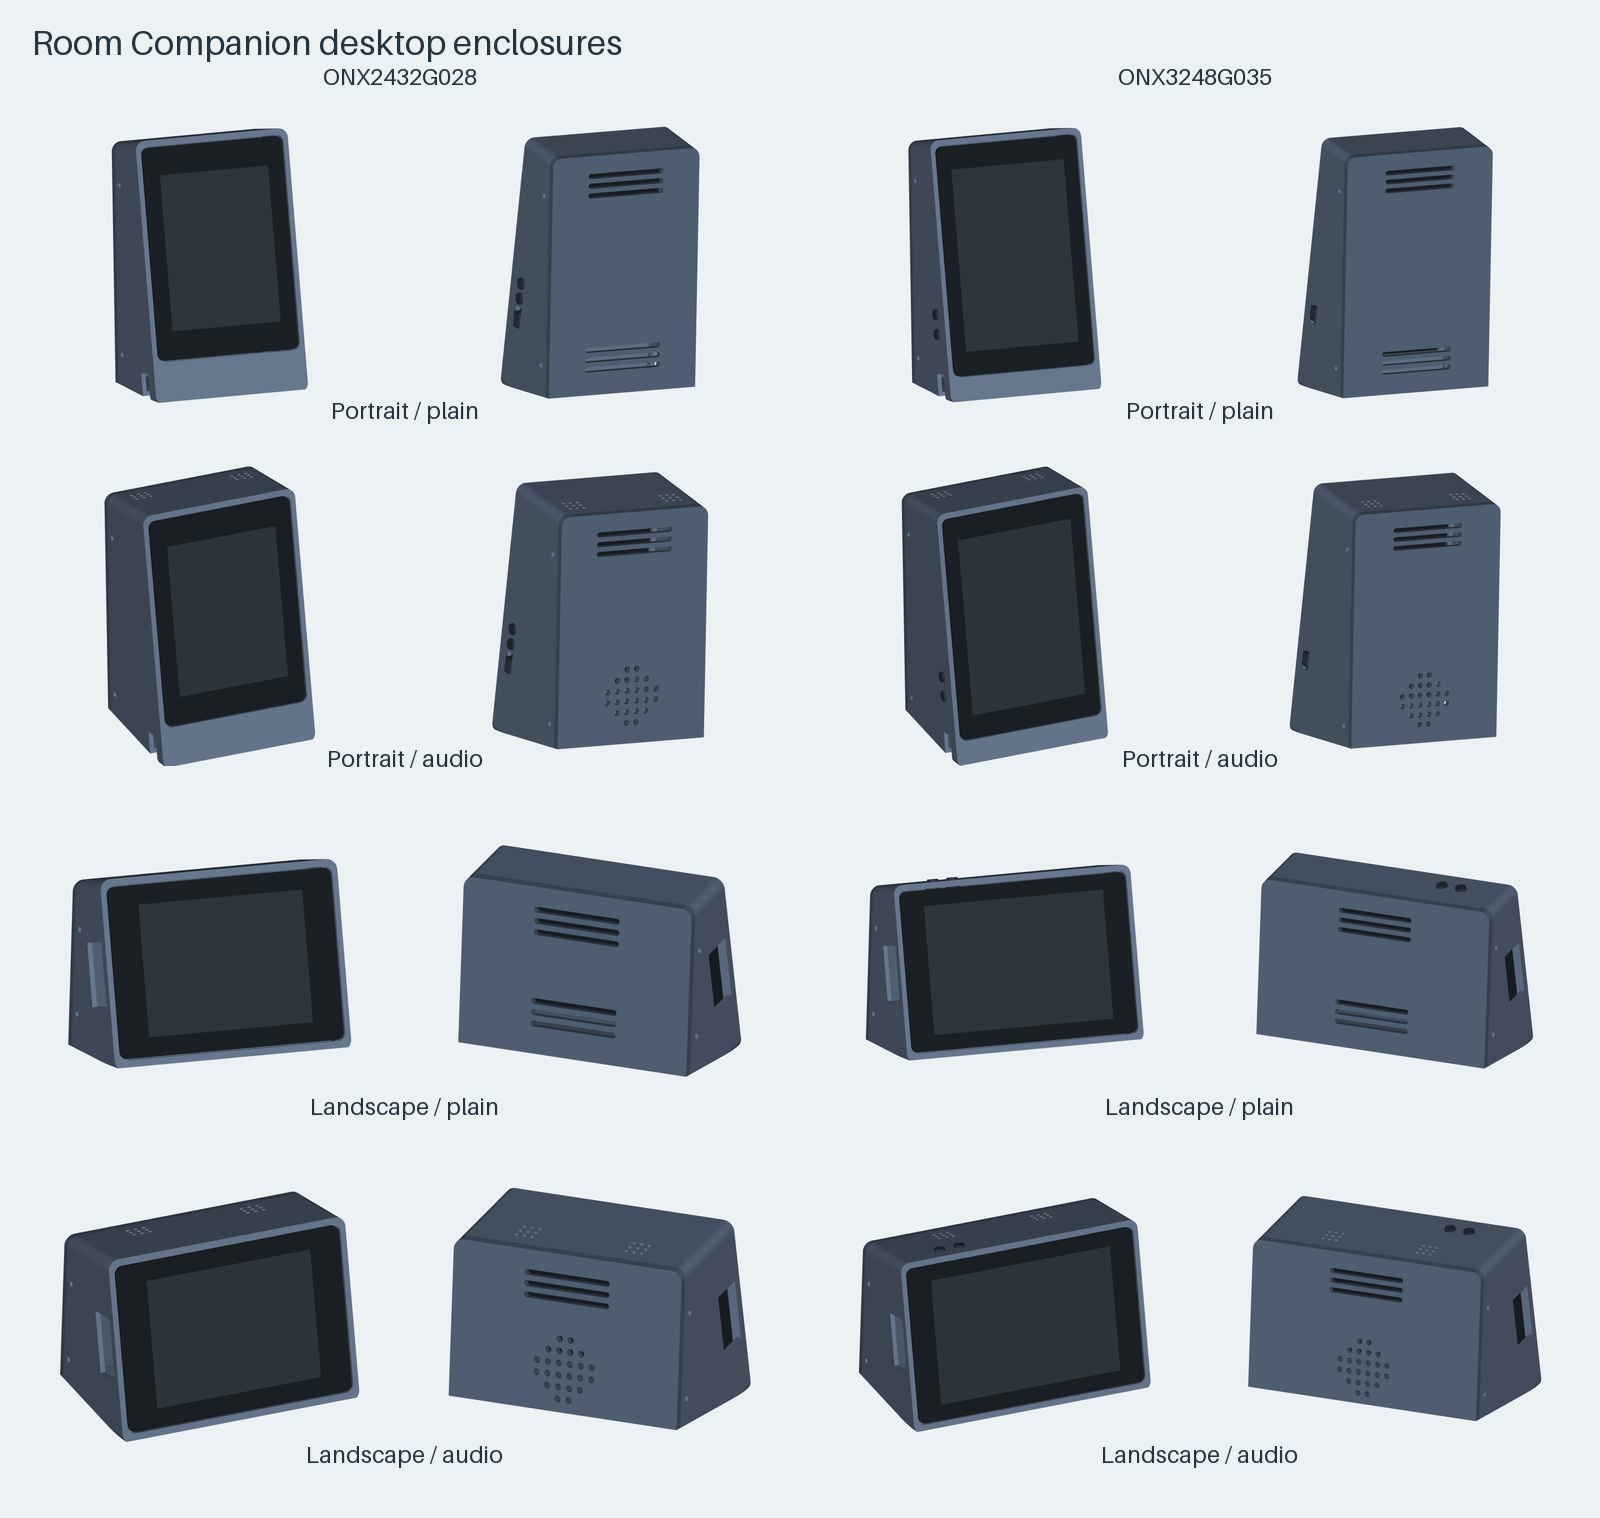 Room Companion desktop enclosures
ONX2432G028
ONX3248G035
Portrait / plain
Portrait / plain
Portrait / audio
Portrait / audio
Landscape / plain
Landscape / plain
Landscape / audio
Landscape / audio